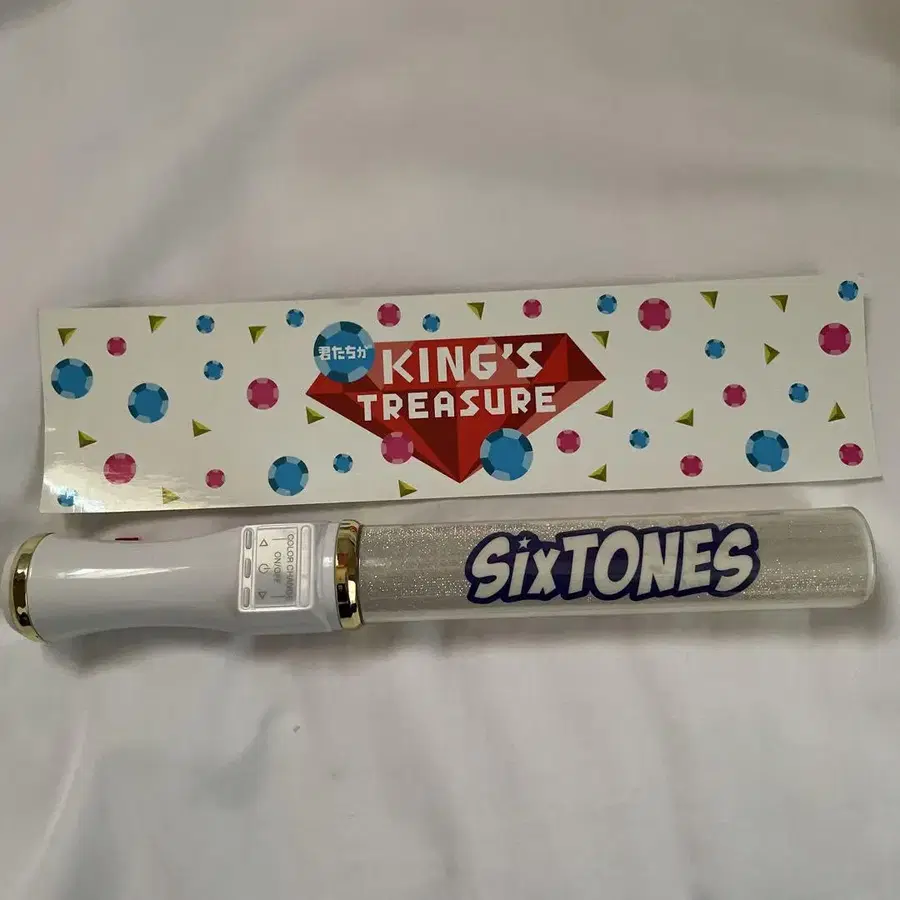 君たちが
KING'S
TREASURE
SixTONES
COLOR CHANGE
ON/OFF